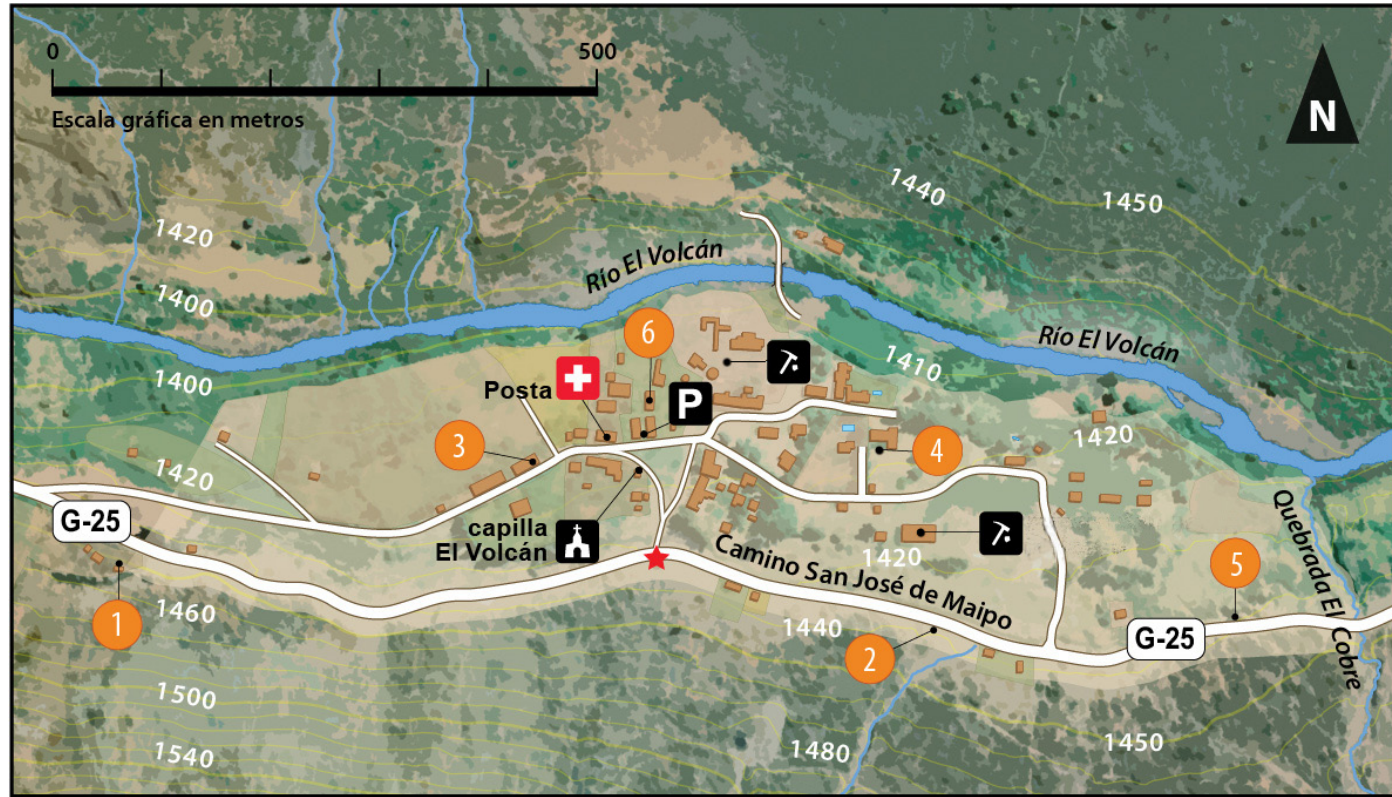 0 500
Escala gráfica en metros
N
1440
1450
1420
Río El Volcán
1400
Río El Volcán
6
1410
1400
Posta
P
3
4
1420
1420
G-25
capilla
El Volcán
Camino San José de Maipo
1420
Quebrada El Cobre
5
1
1460
1440
2
G-25
1500
1450
1480
1540